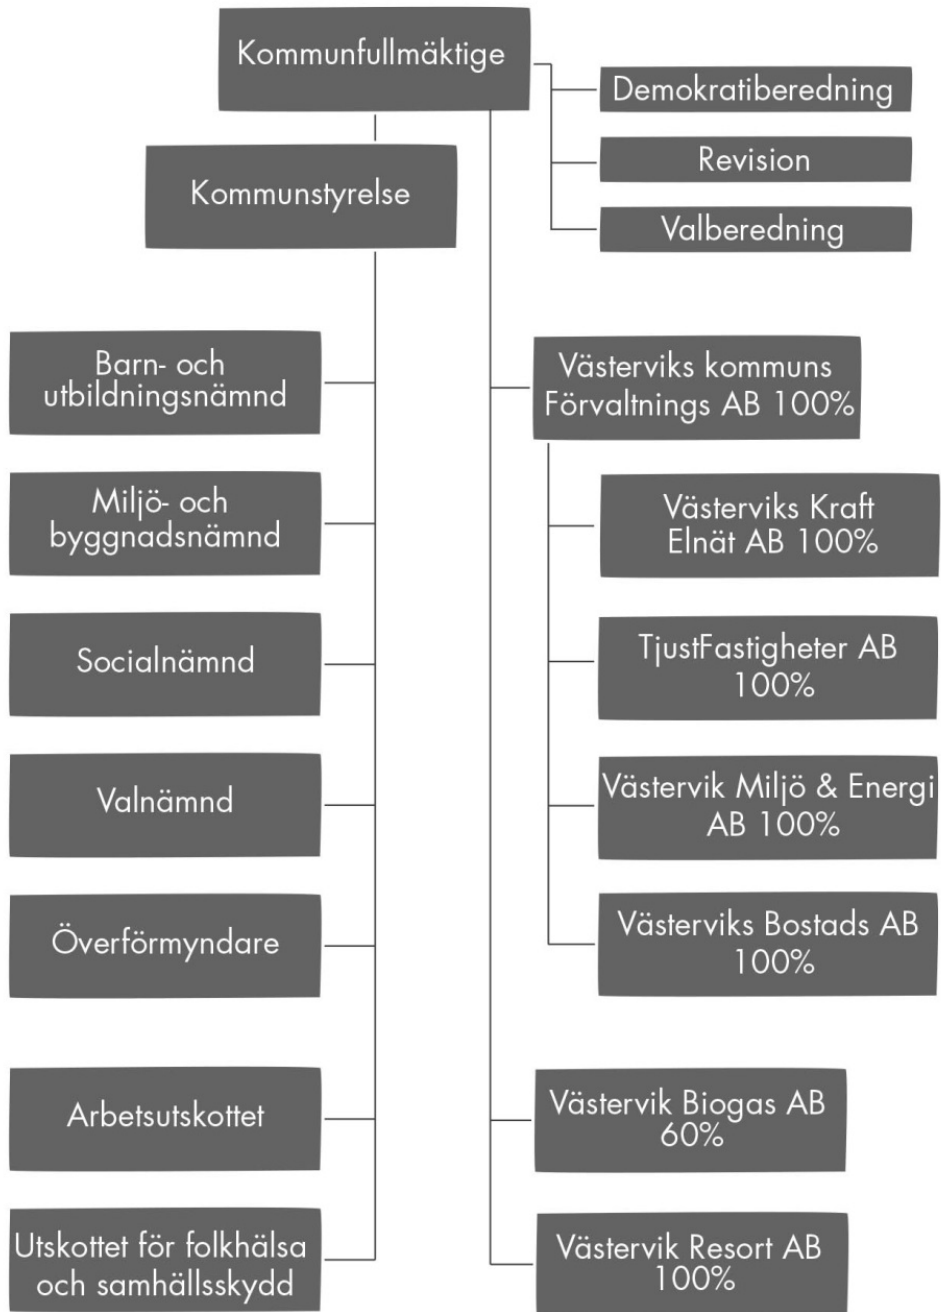 Kommunfullmäktige
Demokratiberedning
Revision
Valberedning
Kommunstyrelse
Barn- och
utbildningsnämnd
Miljö- och
byggnadsnämnd
Socialnämnd
Valnämnd
Överförmyndare
Arbetsutskottet
Utskottet för folkhälsa
och samhällsskydd
Västerviks kommuns
Förvaltnings AB 100%
Västerviks Kraft
Elnät AB 100%
TjustFastigheter AB
100%
Västervik Miljö & Energi
AB 100%
Västerviks Bostads AB
100%
Västervik Biogas AB
60%
Västervik Resort AB
100%